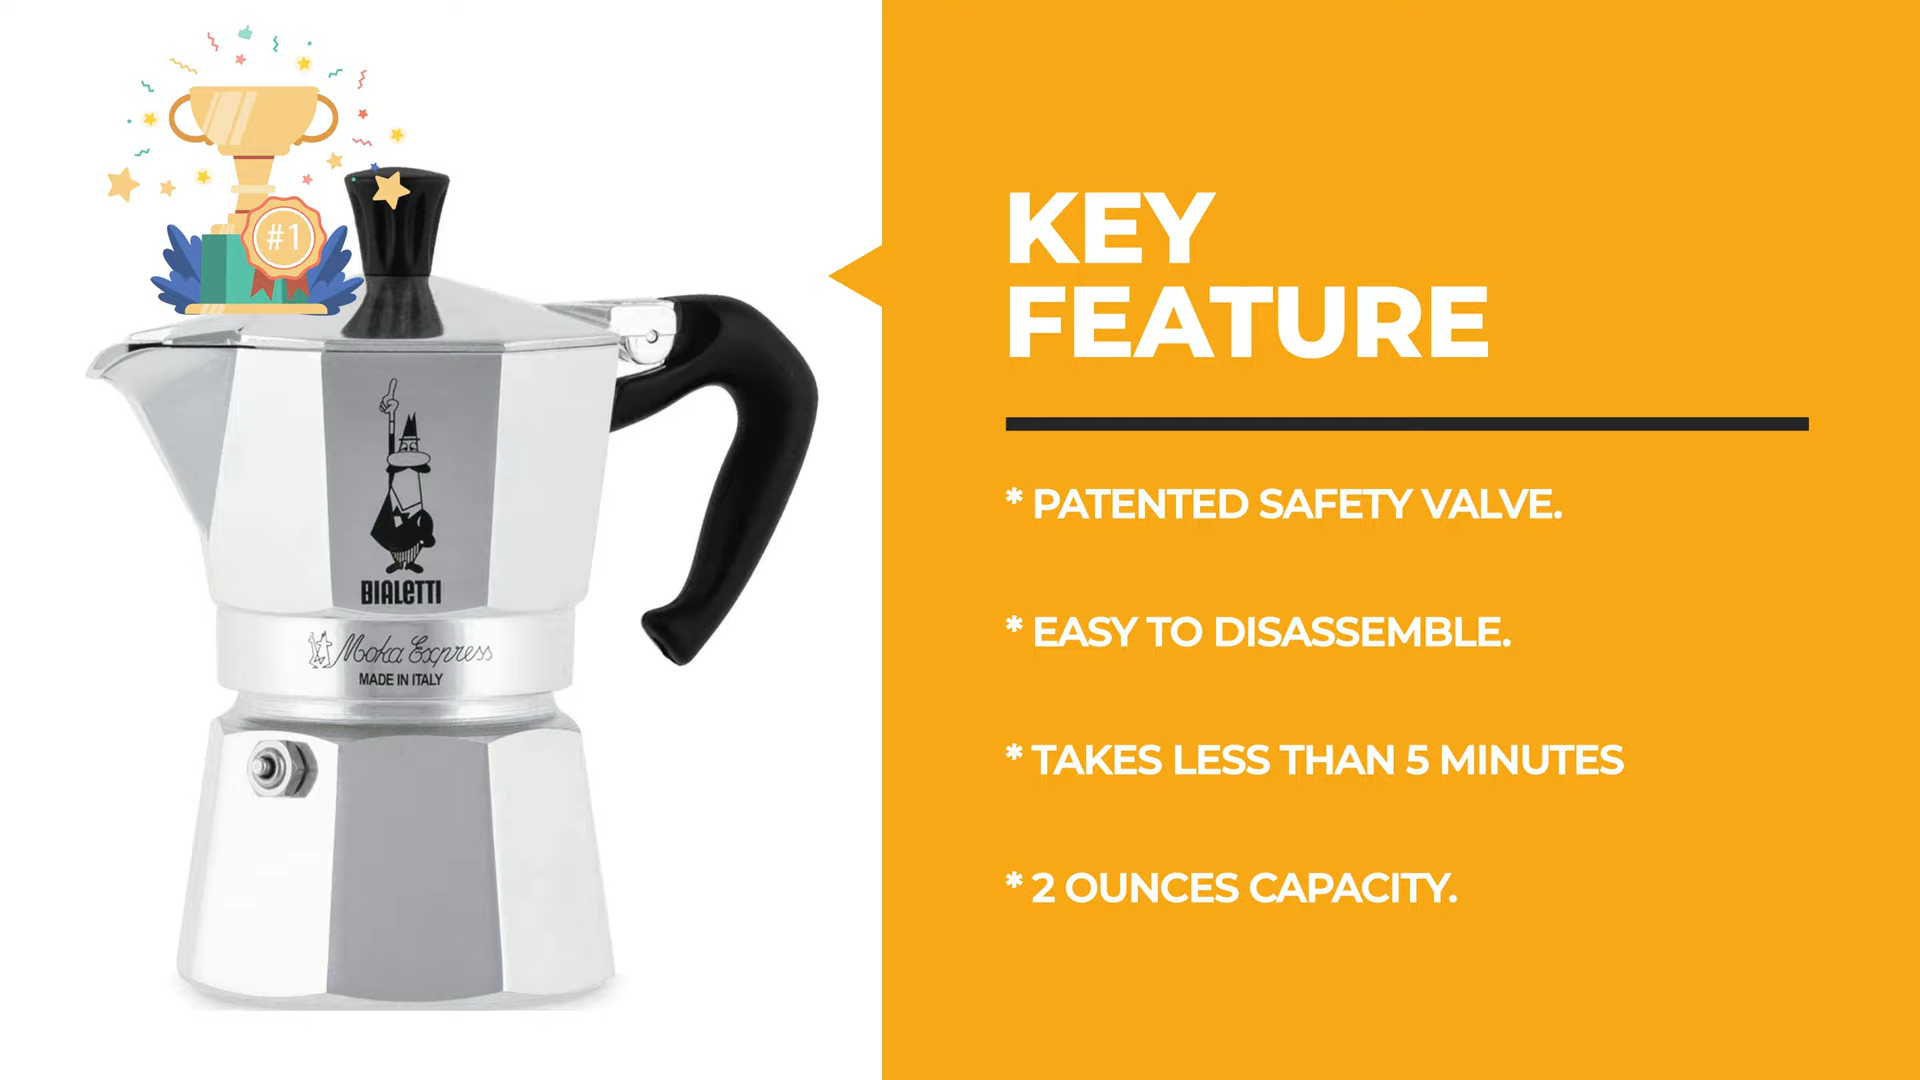 #1
BIALETTI
Moka Express
MADE IN ITALY
KEY
FEATURE
* PATENTED SAFETY VALVE.
* EASY TO DISASSEMBLE.
* TAKES LESS THAN 5 MINUTES
* 2 OUNCES CAPACITY.